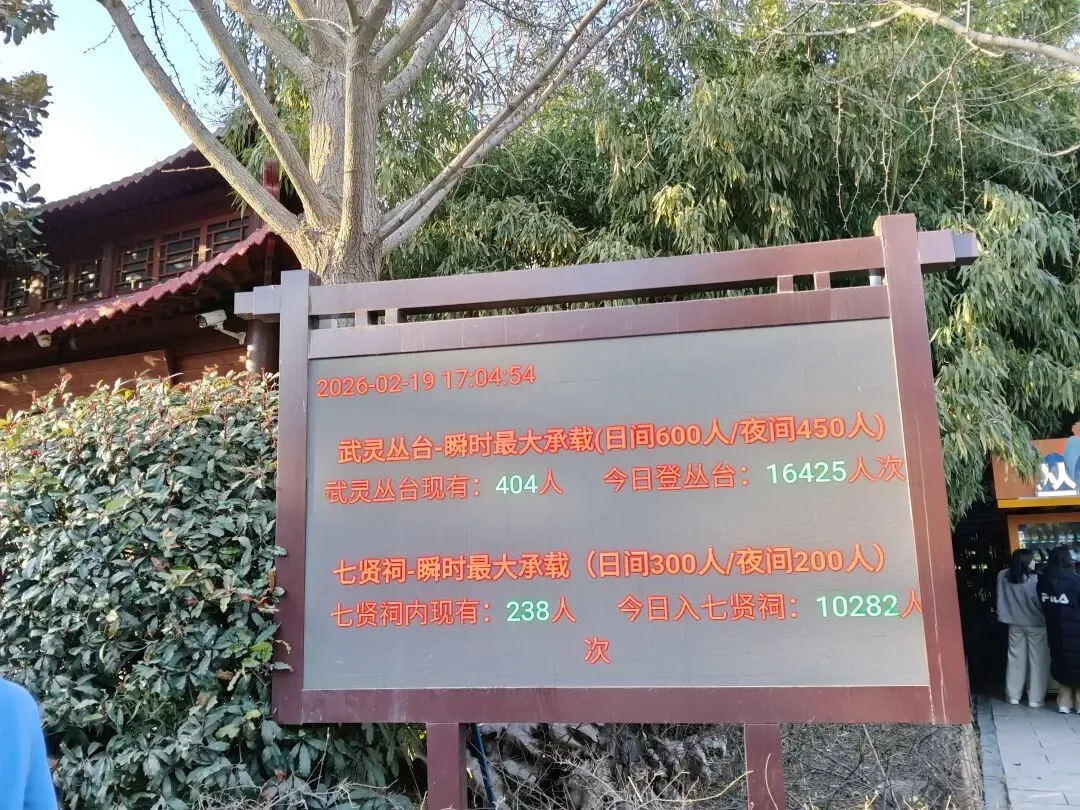 2026-02-19 17:04:54
武灵丛台-瞬时最大承载(日间600人/夜间450人)
武灵丛台现有：404人 今日登丛台：16425人次
七贤祠-瞬时最大承载（日间300人/夜间200人）
七贤祠内现有：238人 今日入七贤祠：10282人
次
从
FILA